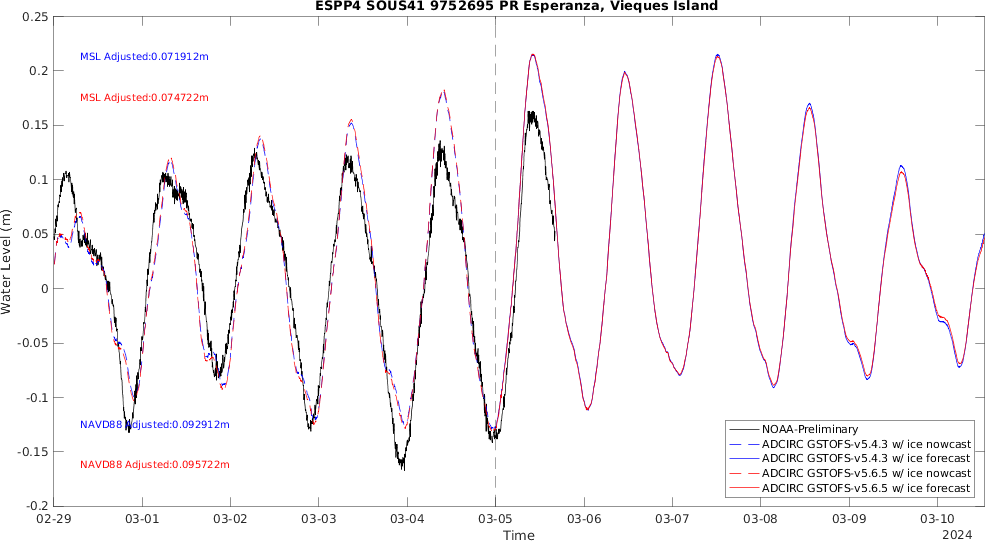 ESPP4 SOUS41 9752695 PR Esperanza, Vieques Island
0.25
0.2
0.15
0.1
0.05
0
-0.05
-0.1
-0.15
-0.2
Water Level (m)
MSL Adjusted:0.071912m
MSL Adjusted:0.074722m
NAVD88 Adjusted:0.092912m
NAVD88 Adjusted:0.095722m
NOAA-Preliminary
ADCIRC GSTOFS-v5.4.3 w/ ice nowcast
ADCIRC GSTOFS-v5.4.3 w/ ice forecast
ADCIRC GSTOFS-v5.6.5 w/ ice nowcast
ADCIRC GSTOFS-v5.6.5 w/ ice forecast
02-29 03-01 03-02 03-03 03-04 03-05 03-06 03-07 03-08 03-09 03-10
Time
2024